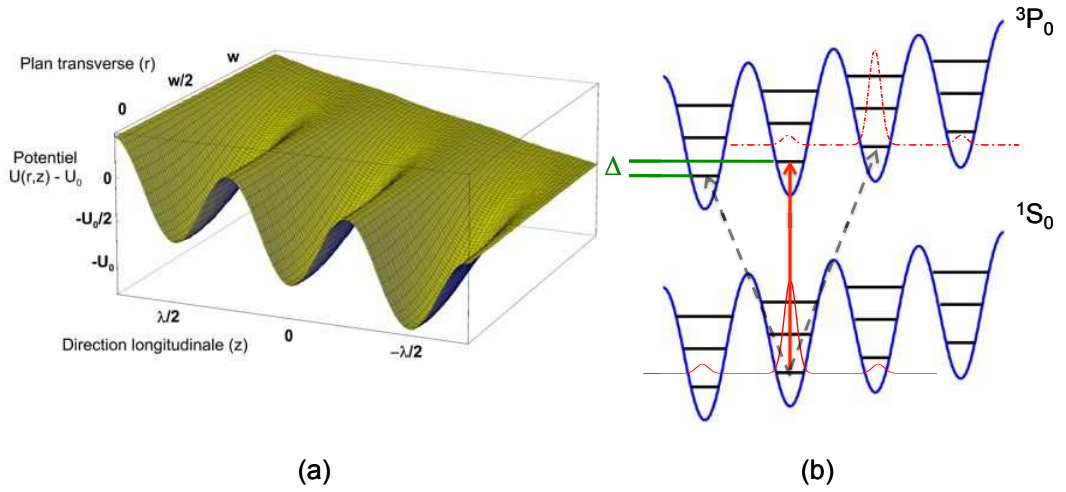 Plan transverse (r)
w
w/2
0
Potentiel
U(r,z) - U₀
0
-U₀/2
-U₀
λ/2
0
−λ/2
Direction longitudinale (z)
(a)
³P₀
Δ
¹S₀
(b)